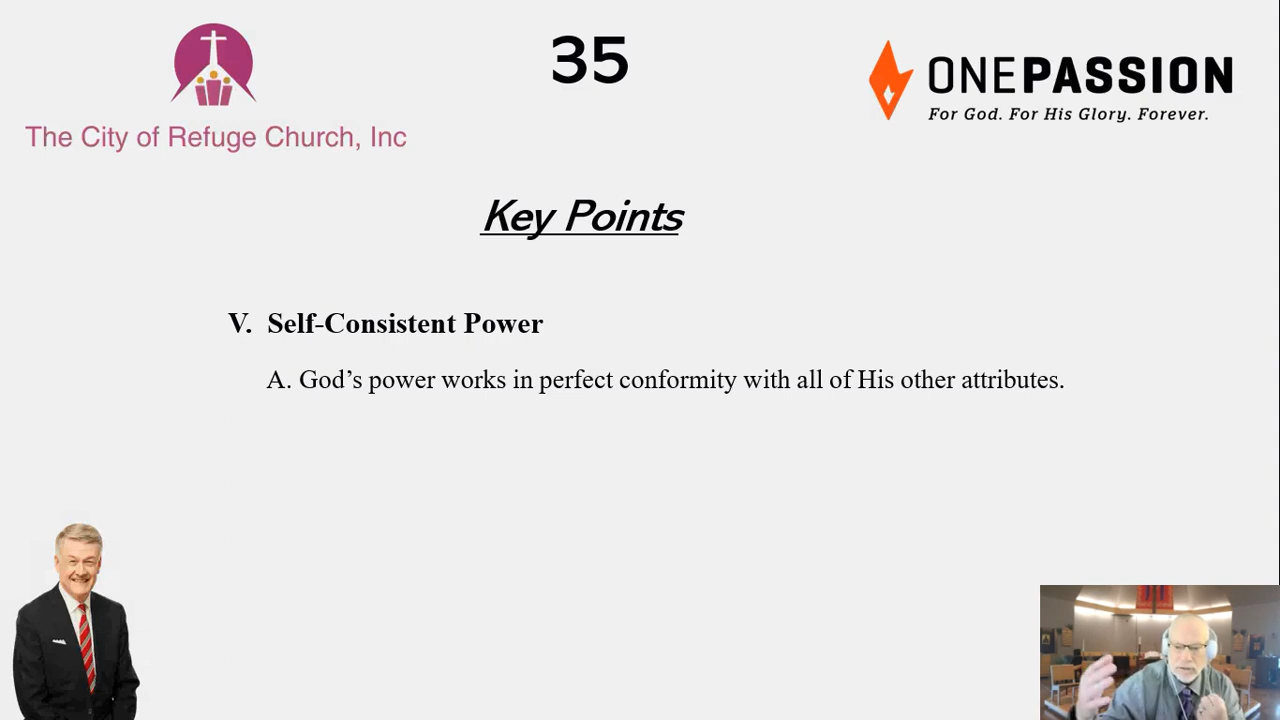 The City of Refuge Church, Inc
35
ONEPASSION
For God. For His Glory. Forever.
Key Points
V. Self-Consistent Power
A. God’s power works in perfect conformity with all of His other attributes.